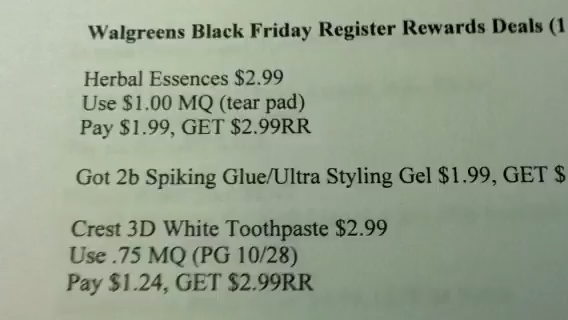 Walgreens Black Friday Register Rewards Deals (1
Herbal Essences $2.99
Use $1.00 MQ (tear pad)
Pay $1.99, GET $2.99RR
Got 2b Spiking Glue/Ultra Styling Gel $1.99, GET $
Crest 3D White Toothpaste $2.99
Use .75 MQ (PG 10/28)
Pay $1.24, GET $2.99RR